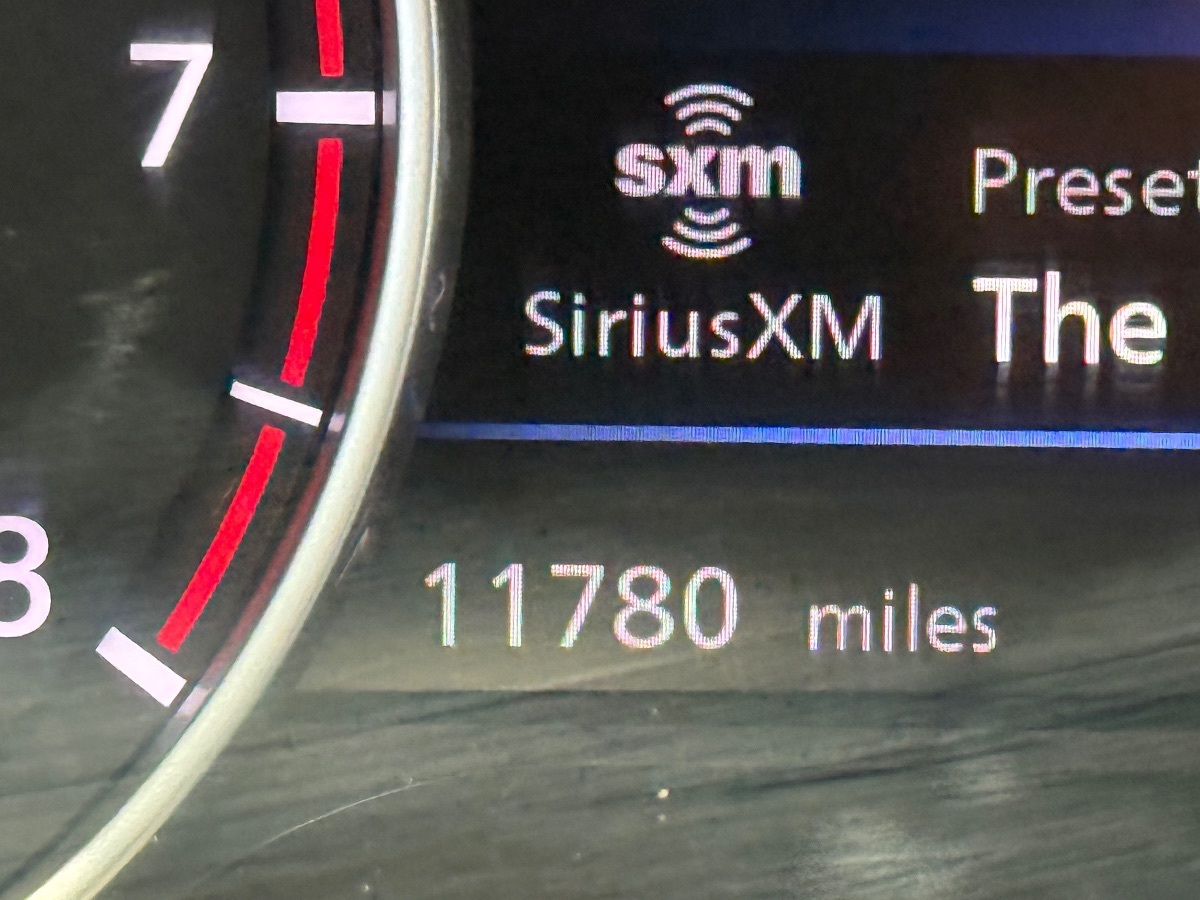 7
sxm
SiriusXM
Preset
The
8
11780 miles